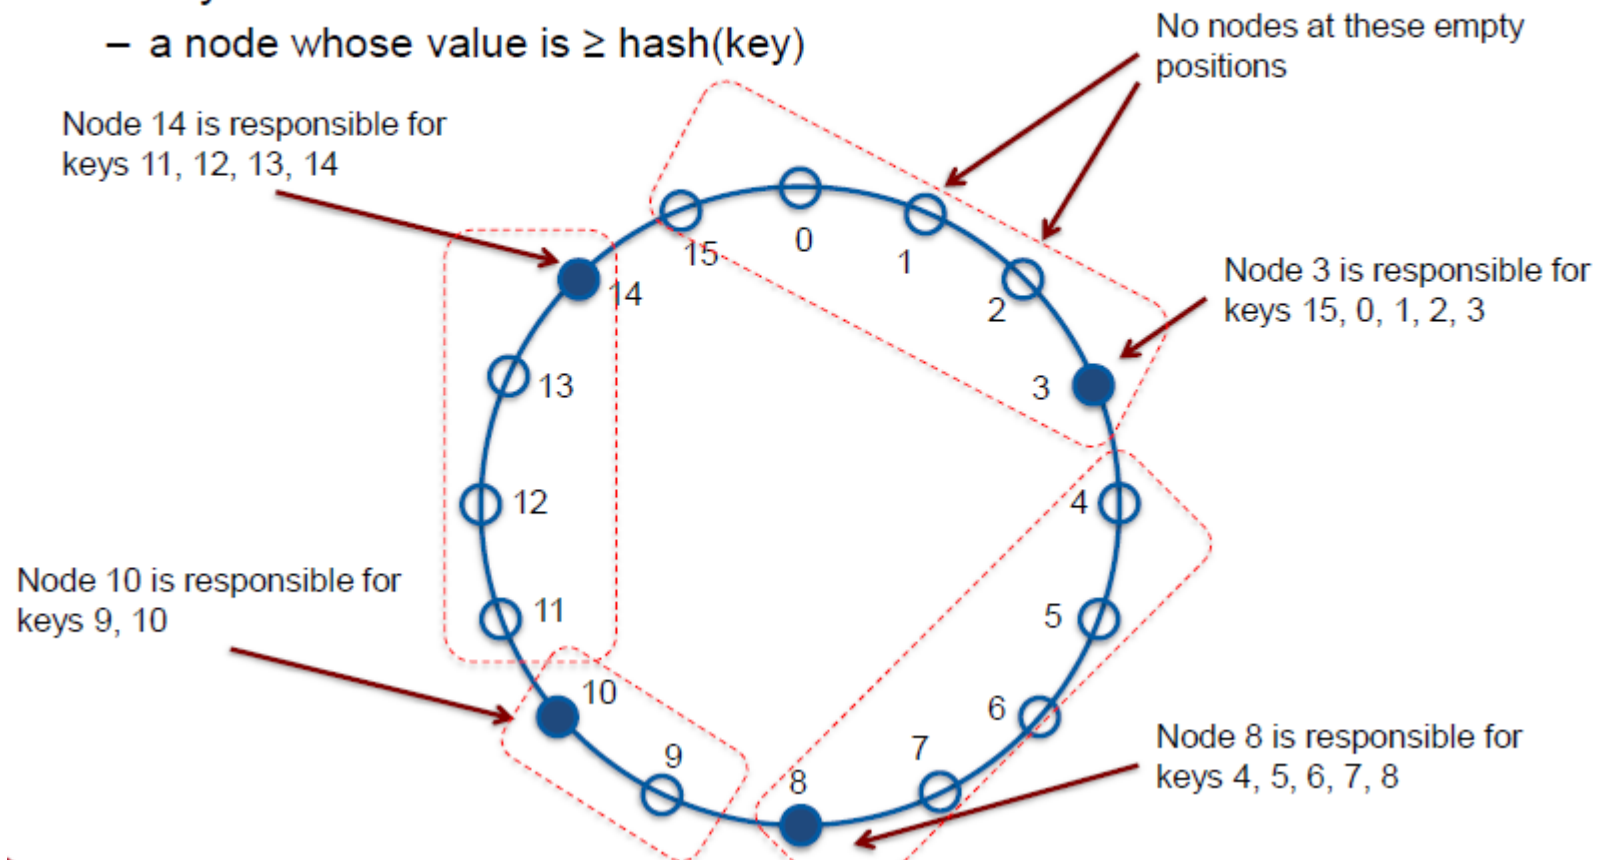 – a node whose value is ≥ hash(key)
No nodes at these empty
positions
Node 14 is responsible for
keys 11, 12, 13, 14
Node 3 is responsible for
keys 15, 0, 1, 2, 3
15
0
1
14
2
13
3
12
4
Node 10 is responsible for
keys 9, 10
11
5
10
6
9
7
8
Node 8 is responsible for
keys 4, 5, 6, 7, 8